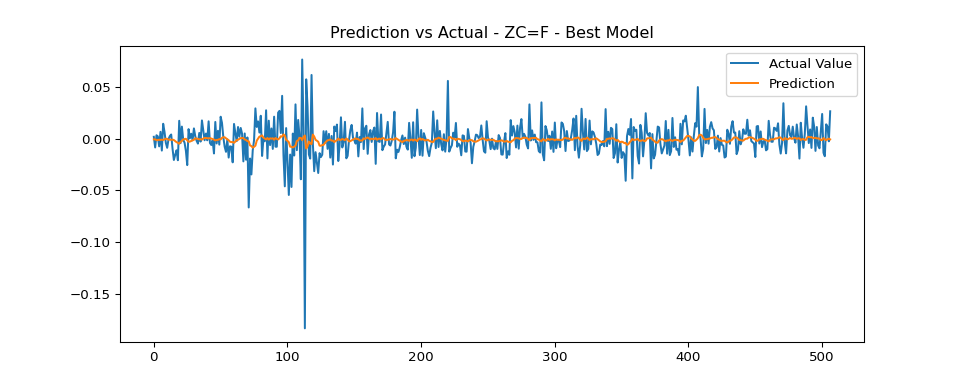 Prediction vs Actual - ZC=F - Best Model
Actual Value
Prediction
0.05
0.00
−0.05
−0.10
−0.15
0 100 200 300 400 500